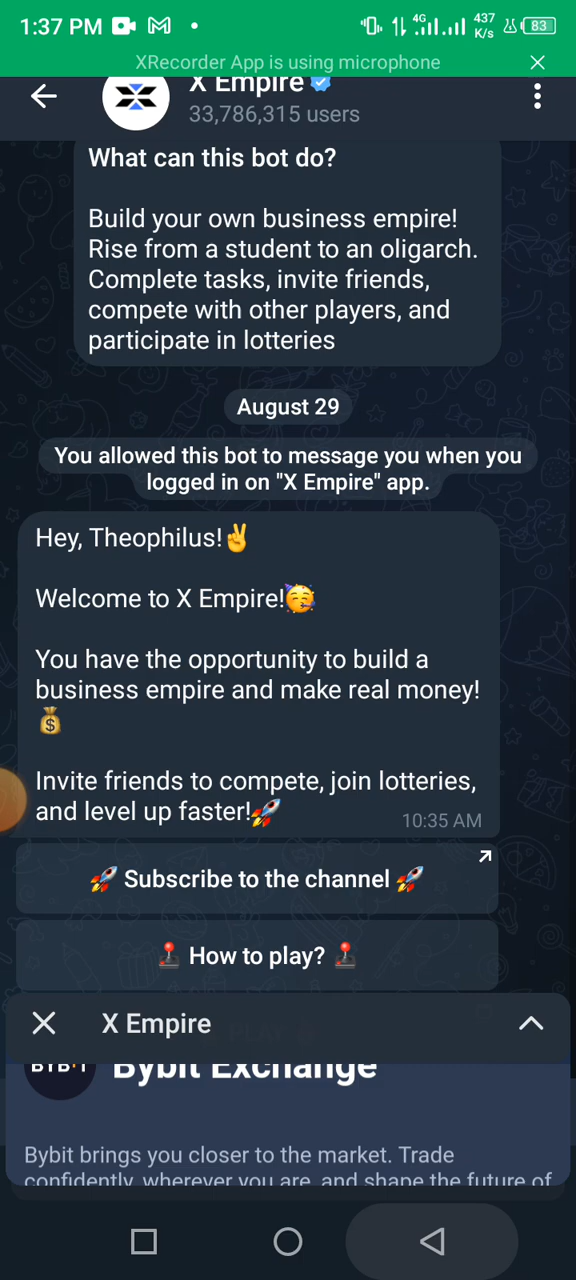 1:37 PM
4G
437
K/s
83
XRecorder App is using microphone
X Empire
33,786,315 users
What can this bot do?
Build your own business empire!
Rise from a student to an oligarch.
Complete tasks, invite friends,
compete with other players, and
participate in lotteries
August 29
You allowed this bot to message you when you
logged in on "X Empire" app.
Hey, Theophilus!✌️
Welcome to X Empire!🥳
You have the opportunity to build a
business empire and make real money!
💰
Invite friends to compete, join lotteries,
and level up faster!🚀
10:35 AM
🚀 Subscribe to the channel 🚀
🕹️ How to play? 🕹️
X Empire
BYBIT
Bybit Exchange
Bybit brings you closer to the market. Trade
confidently, wherever you are, and shape the future of